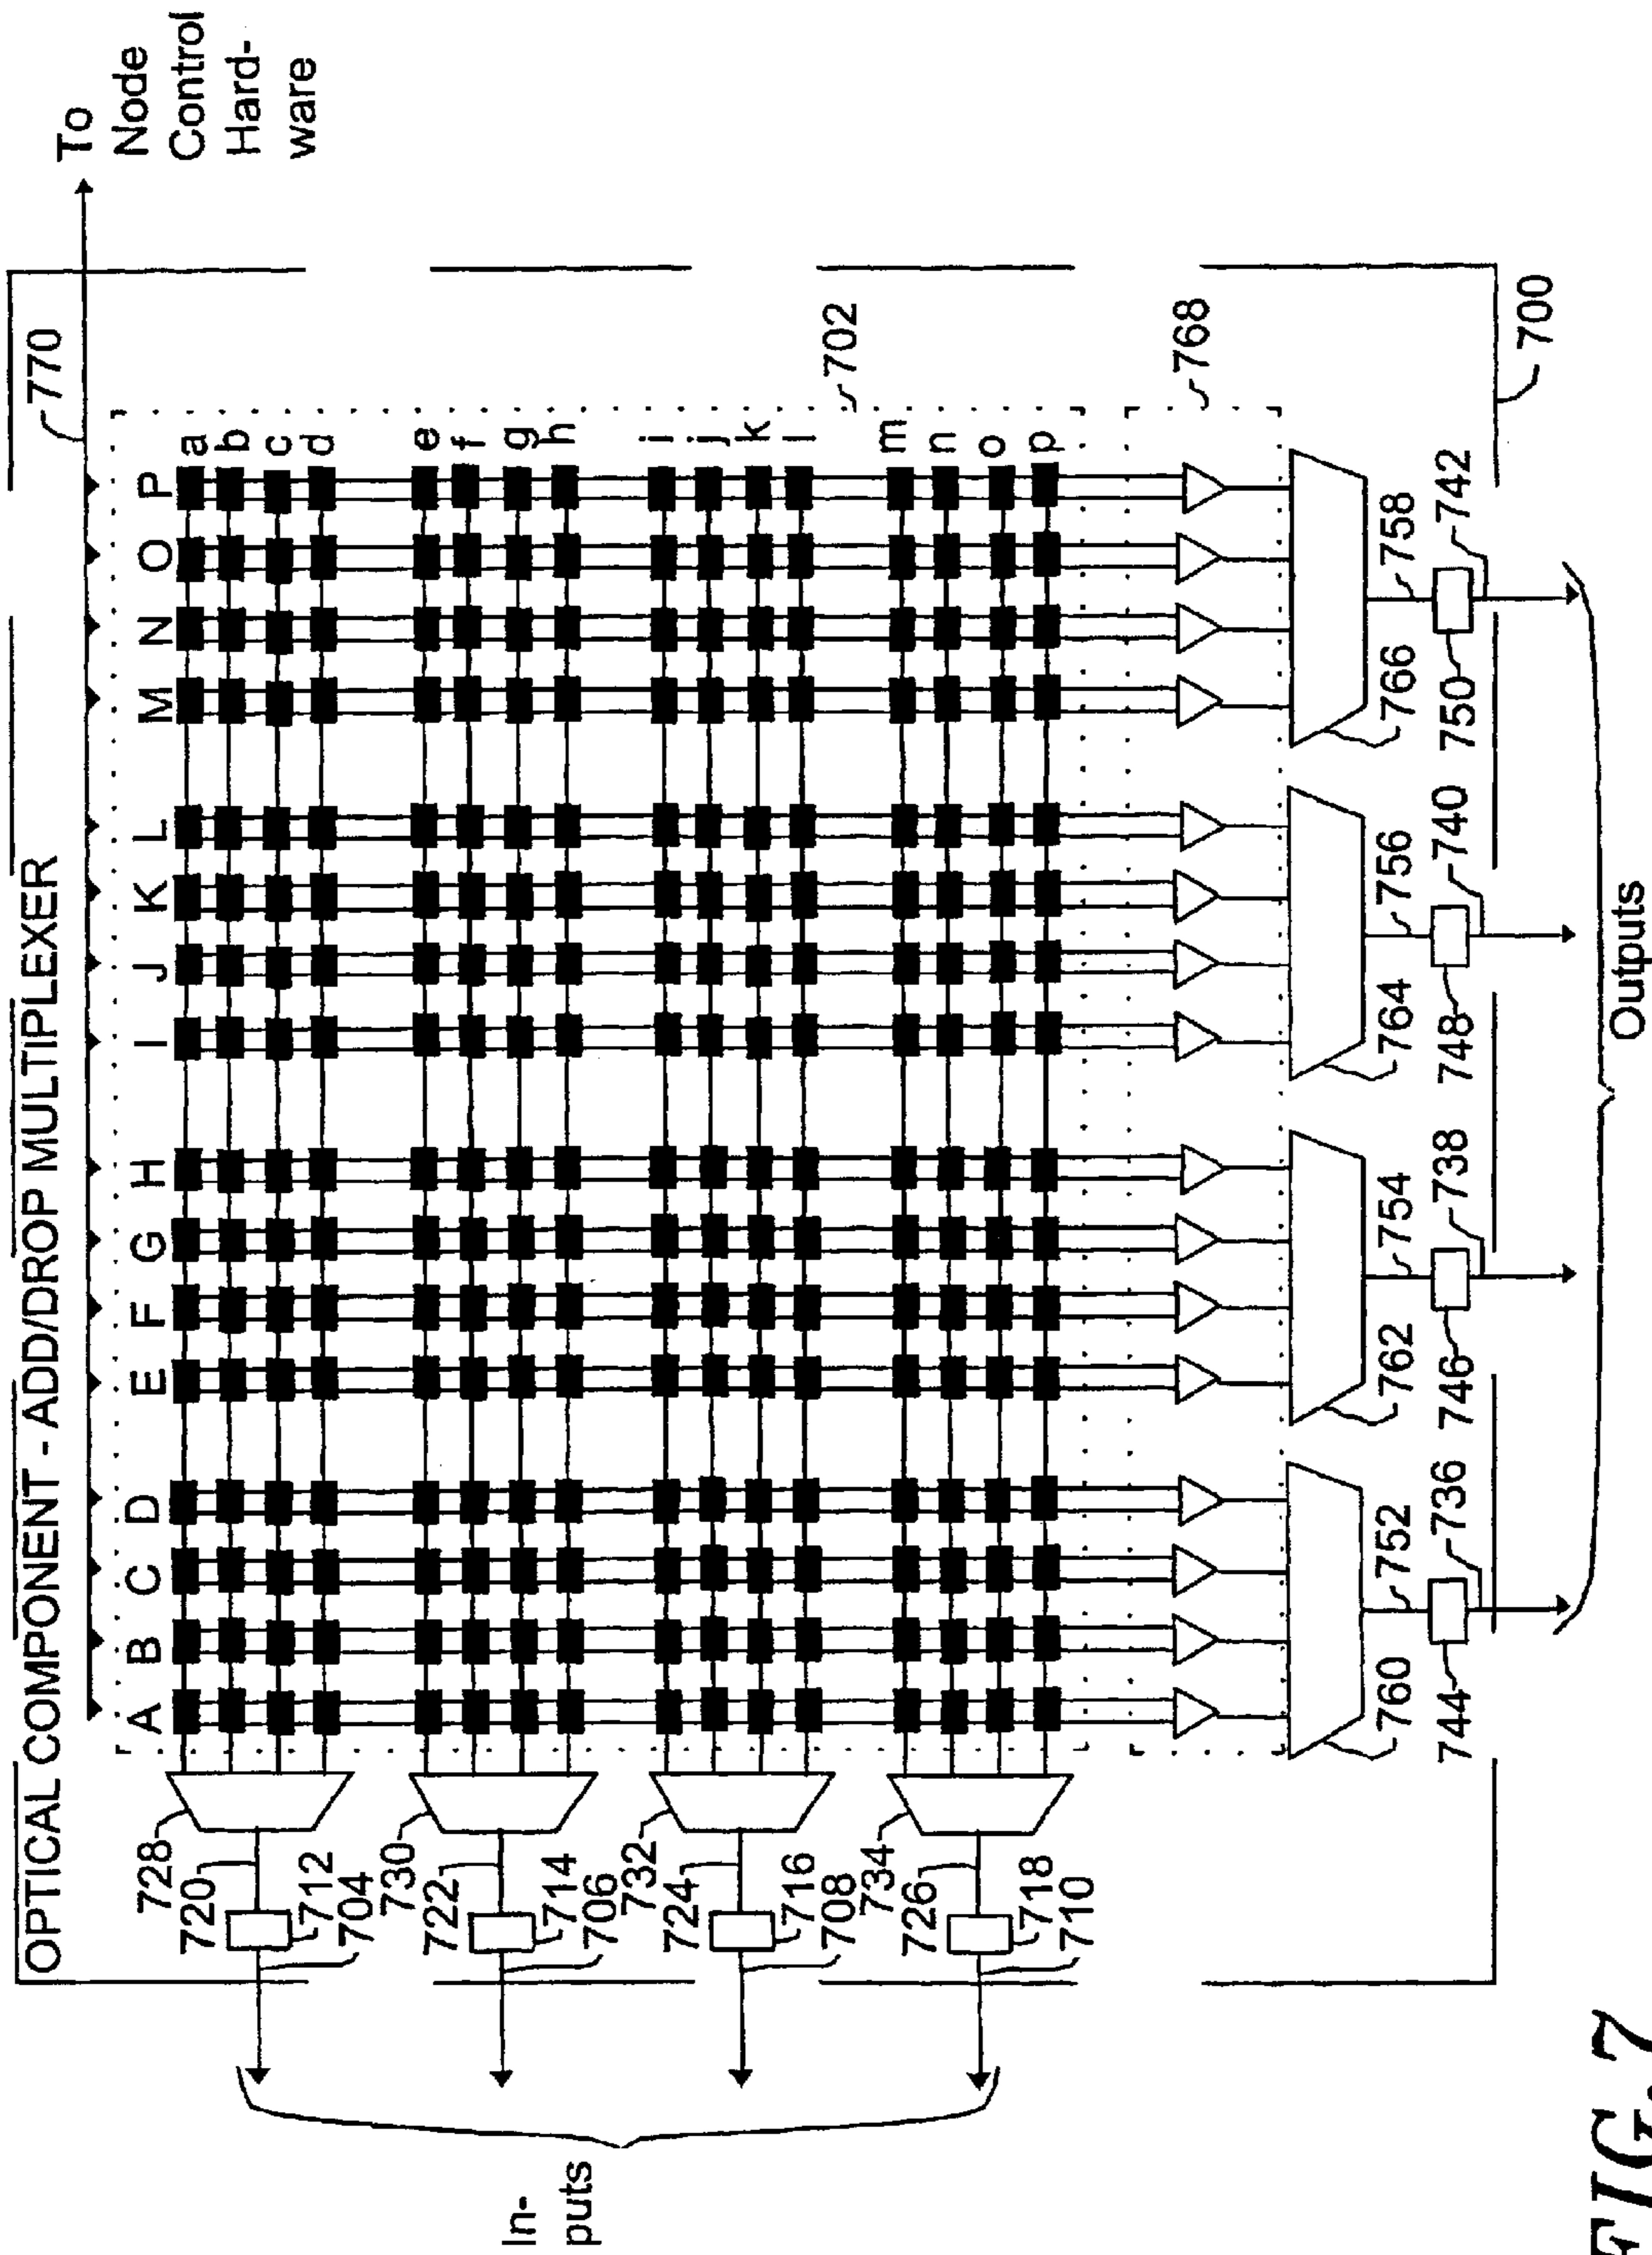 OPTICAL COMPONENT - ADD/DROP MULTIPLEXER
770
To
Node
Control
Hard-
ware
A B C D E F G H I J K L M N O P
a
b
c
d
e
f
g
h
i
j
k
l
m
n
o
p
702
768
700
728
720
712
704
730
722
714
706
732
724
716
708
734
726
718
710
In-
puts
760
752
744
736
762
754
746
738
764
756
748
740
766
758
750
742
Outputs
FIG. 7